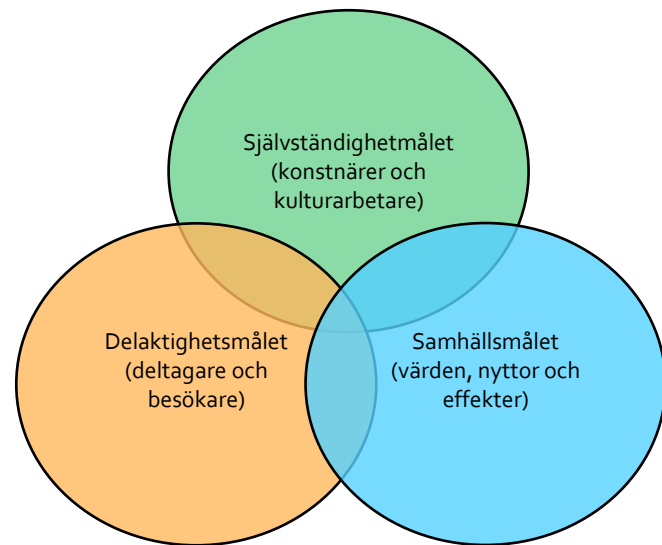 Självständighetmålet
(konstnärer och
kulturarbetare)
Delaktighetsmålet
(deltagare och
besökare)
Samhällsmålet
(värden, nyttor och
effekter)